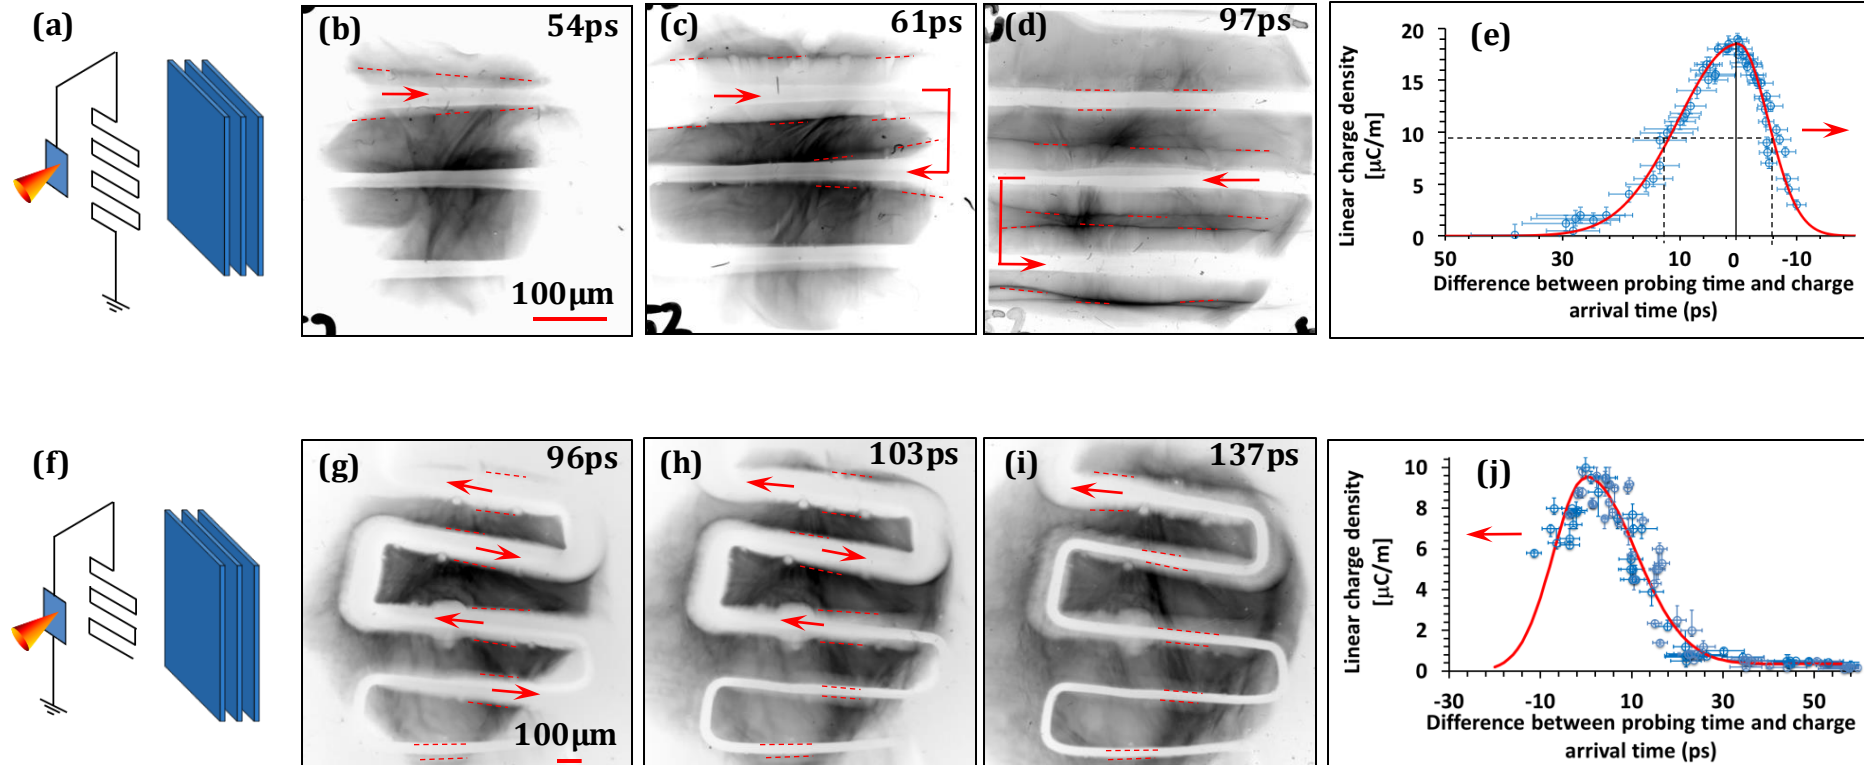 (a)
(b) 54ps
100µm
(c) 61ps
(d) 97ps
(e)
Linear charge density
[µC/m]
20
15
10
5
0
50 30 10 0 -10
Difference between probing time and charge
arrival time (ps)
(f)
(g) 96ps
100µm
(h) 103ps
(i) 137ps
(j)
Linear charge density
[µC/m]
10
8
6
4
2
0
-30 -10 10 30 50
Difference between probing time and charge
arrival time (ps)